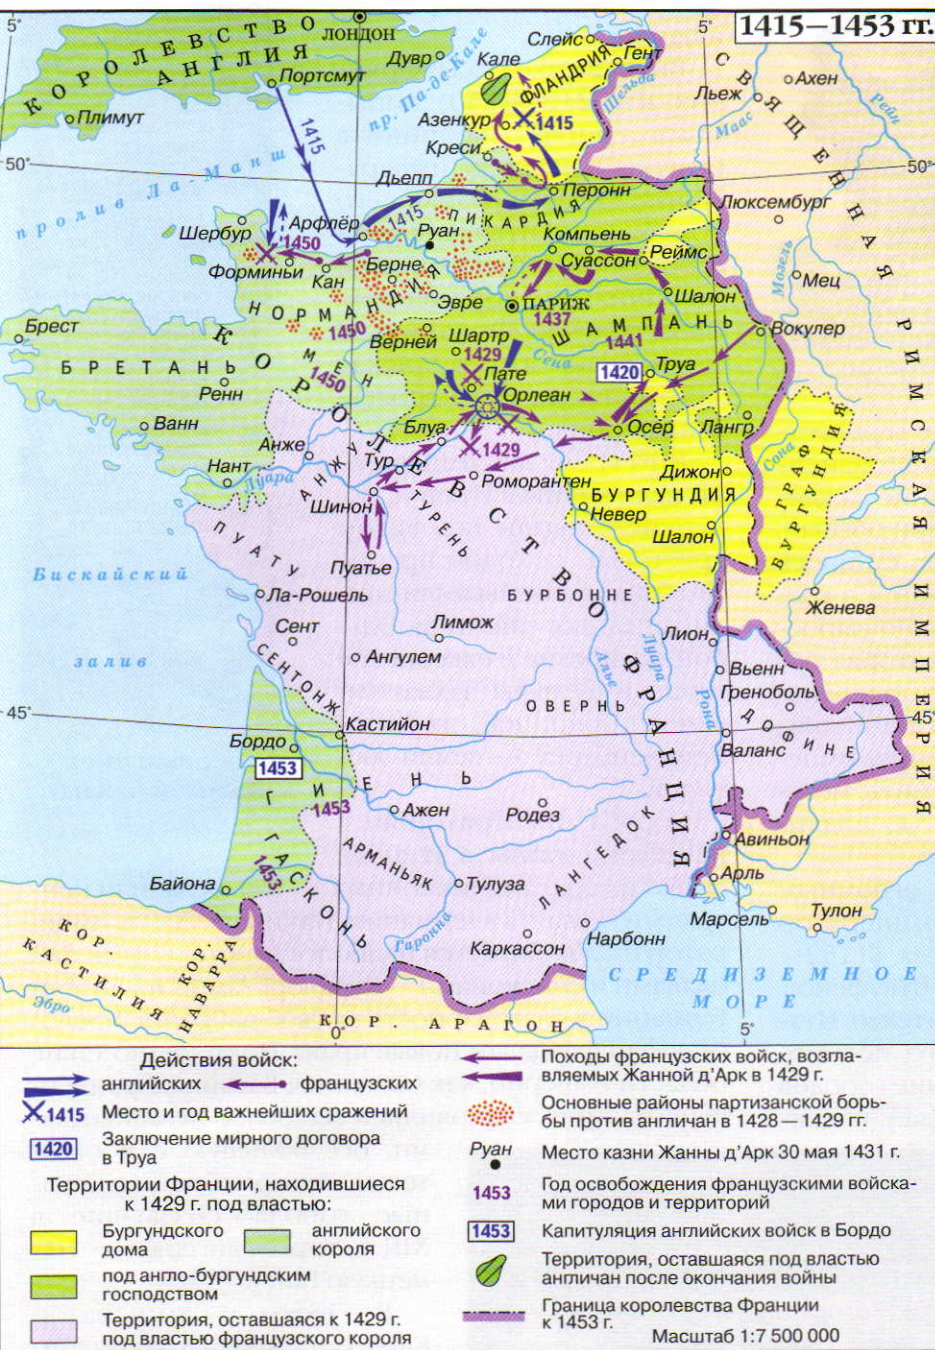 1415—1453 гг.
5°
5°
КОРОЛЕВСТВО
АНГЛИЯ
ЛОНДОН
Дувр
Портсмут
Плимут
пр. Па-де-Кале
Слейс
Гент
Кале
ФЛАНДРИЯ
Шельда
Азенкур
1415
Креси
Ахен
Льеж
Маас
Рейн
СВЯЩЕННАЯ
РИМСКАЯ ИМПЕРИЯ
50°
50°
пролив Ла-Манш
1415
Дьепп
Перонн
1415
ПИКАРДИЯ
Люксембург
Шербур
Арфлёр
1450
Форминьи
Кан
Руан
Берне
Компьень
Суассон
Реймс
Мозель
Мец
НОРМАНДИЯ
Эвре
ПАРИЖ
1437
Шалон
1450
Верней
ШАМПАНЬ
1441
Вокулер
Брест
БРЕТАНЬ
Ренн
МЕН
1450
Шартр
1429
Пате
Сена
Труа
1420
Орлеан
Ванн
Блуа
Осер
Лангр
Анже
1429
Нант
Луара
АНЖУ
Тур
Роморантен
Дижон
Сона
ГРАФ.
БУРГУНДИЯ
БУРГУНДИЯ
Невер
Шинон
ТУРЕНЬ
Шалон
ПУАТУ
Пуатье
КОРОЛЕВСТВО ФРАНЦИЯ
Бискайский
залив
Ла-Рошель
БУРБОННЕ
Женева
Сент
Лимож
Лион
Ангулем
Луара
Алье
Вьенн
СЕНТОНЖ
Гренобль
Рона
ОВЕРНЬ
45°
45°
Кастийон
ДОФИНЕ
Бордо
Валанс
1453
ГИЕНЬ
1453
Ажен
Родез
Авиньон
АРМАНЬЯК
ЛАНГЕДОК
1453
ГАСКОНЬ
Байона
Тулуза
Арль
Марсель
Тулон
Гаронна
Каркассон
Нарбонн
КОР.
КАСТИЛИЯ
КОР.
НАВАРРА
Эбро
КОР. АРАГОН
СРЕДИЗЕМНОЕ
МОРЕ
0°
5°
Действия войск:
английских
французских
1415
Место и год важнейших сражений
1420
Заключение мирного договора
в Труа
Территории Франции, находившиеся
к 1429 г. под властью:
Бургундского
дома
английского
короля
под англо-бургундским
господством
Территория, оставшаяся к 1429 г.
под властью французского короля
Походы французских войск, возгла-
вляемых Жанной д'Арк в 1429 г.
Основные районы партизанской борь-
бы против англичан в 1428—1429 гг.
Руан
Место казни Жанны д'Арк 30 мая 1431 г.
1453
Год освобождения французскими войска-
ми городов и территорий
1453
Капитуляция английских войск в Бордо
Территория, оставшаяся под властью
англичан после окончания войны
Граница королевства Франции
к 1453 г.
Масштаб 1:7 500 000